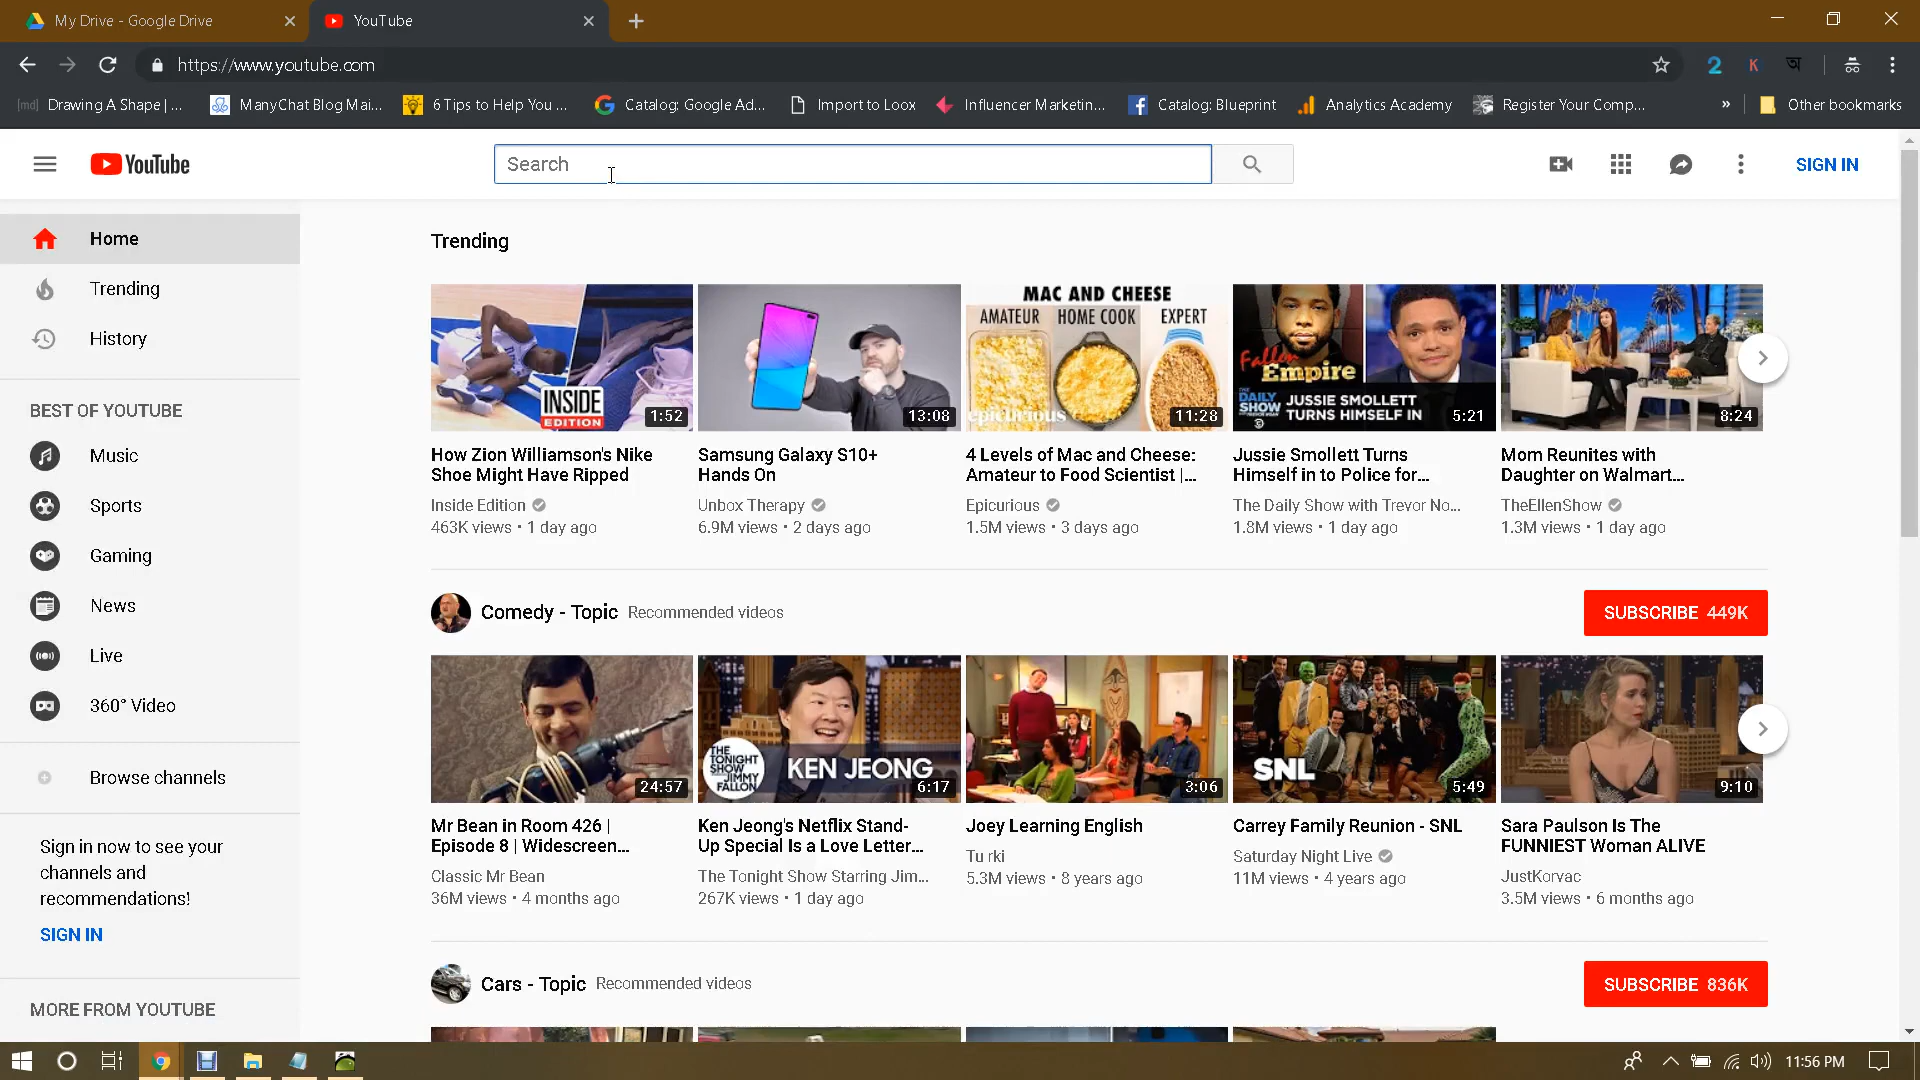 My Drive - Google Drive
YouTube
https://www.youtube.com
2
K
অ
[md] Drawing A Shape | ...
ManyChat Blog Mai...
6 Tips to Help You ...
Catalog: Google Ad...
Import to Loox
Influencer Marketin...
Catalog: Blueprint
Analytics Academy
Register Your Comp...
»
Other bookmarks
YouTube
Search
SIGN IN
Home
Trending
History
BEST OF YOUTUBE
Music
Sports
Gaming
News
Live
360° Video
Browse channels
Sign in now to see your
channels and
recommendations!
SIGN IN
MORE FROM YOUTUBE
Trending
INSIDE
EDITION
1:52
How Zion Williamson's Nike
Shoe Might Have Ripped
Inside Edition
463K views • 1 day ago
13:08
Samsung Galaxy S10+
Hands On
Unbox Therapy
6.9M views • 2 days ago
MAC AND CHEESE
AMATEUR HOME COOK EXPERT
epicurious
11:28
4 Levels of Mac and Cheese:
Amateur to Food Scientist |...
Epicurious
1.5M views • 3 days ago
Fallen
Empire
THE
DAILY
SHOW
JUSSIE SMOLLETT
TURNS HIMSELF IN
5:21
Jussie Smollett Turns
Himself in to Police for...
The Daily Show with Trevor No...
1.8M views • 1 day ago
8:24
Mom Reunites with
Daughter on Walmart...
TheEllenShow
1.3M views • 1 day ago
Comedy - Topic Recommended videos
SUBSCRIBE 449K
24:57
Mr Bean in Room 426 |
Episode 8 | Widescreen...
Classic Mr Bean
36M views • 4 months ago
THE
TONIGHT
SHOW
JIMMY
FALLON
KEN JEONG
6:17
Ken Jeong's Netflix Stand-
Up Special Is a Love Letter...
The Tonight Show Starring Jim...
267K views • 1 day ago
3:06
Joey Learning English
Tu rki
5.3M views • 8 years ago
SNL
5:49
Carrey Family Reunion - SNL
Saturday Night Live
11M views • 4 years ago
9:10
Sara Paulson Is The
FUNNIEST Woman ALIVE
JustKorvac
3.5M views • 6 months ago
Cars - Topic Recommended videos
SUBSCRIBE 836K
11:56 PM